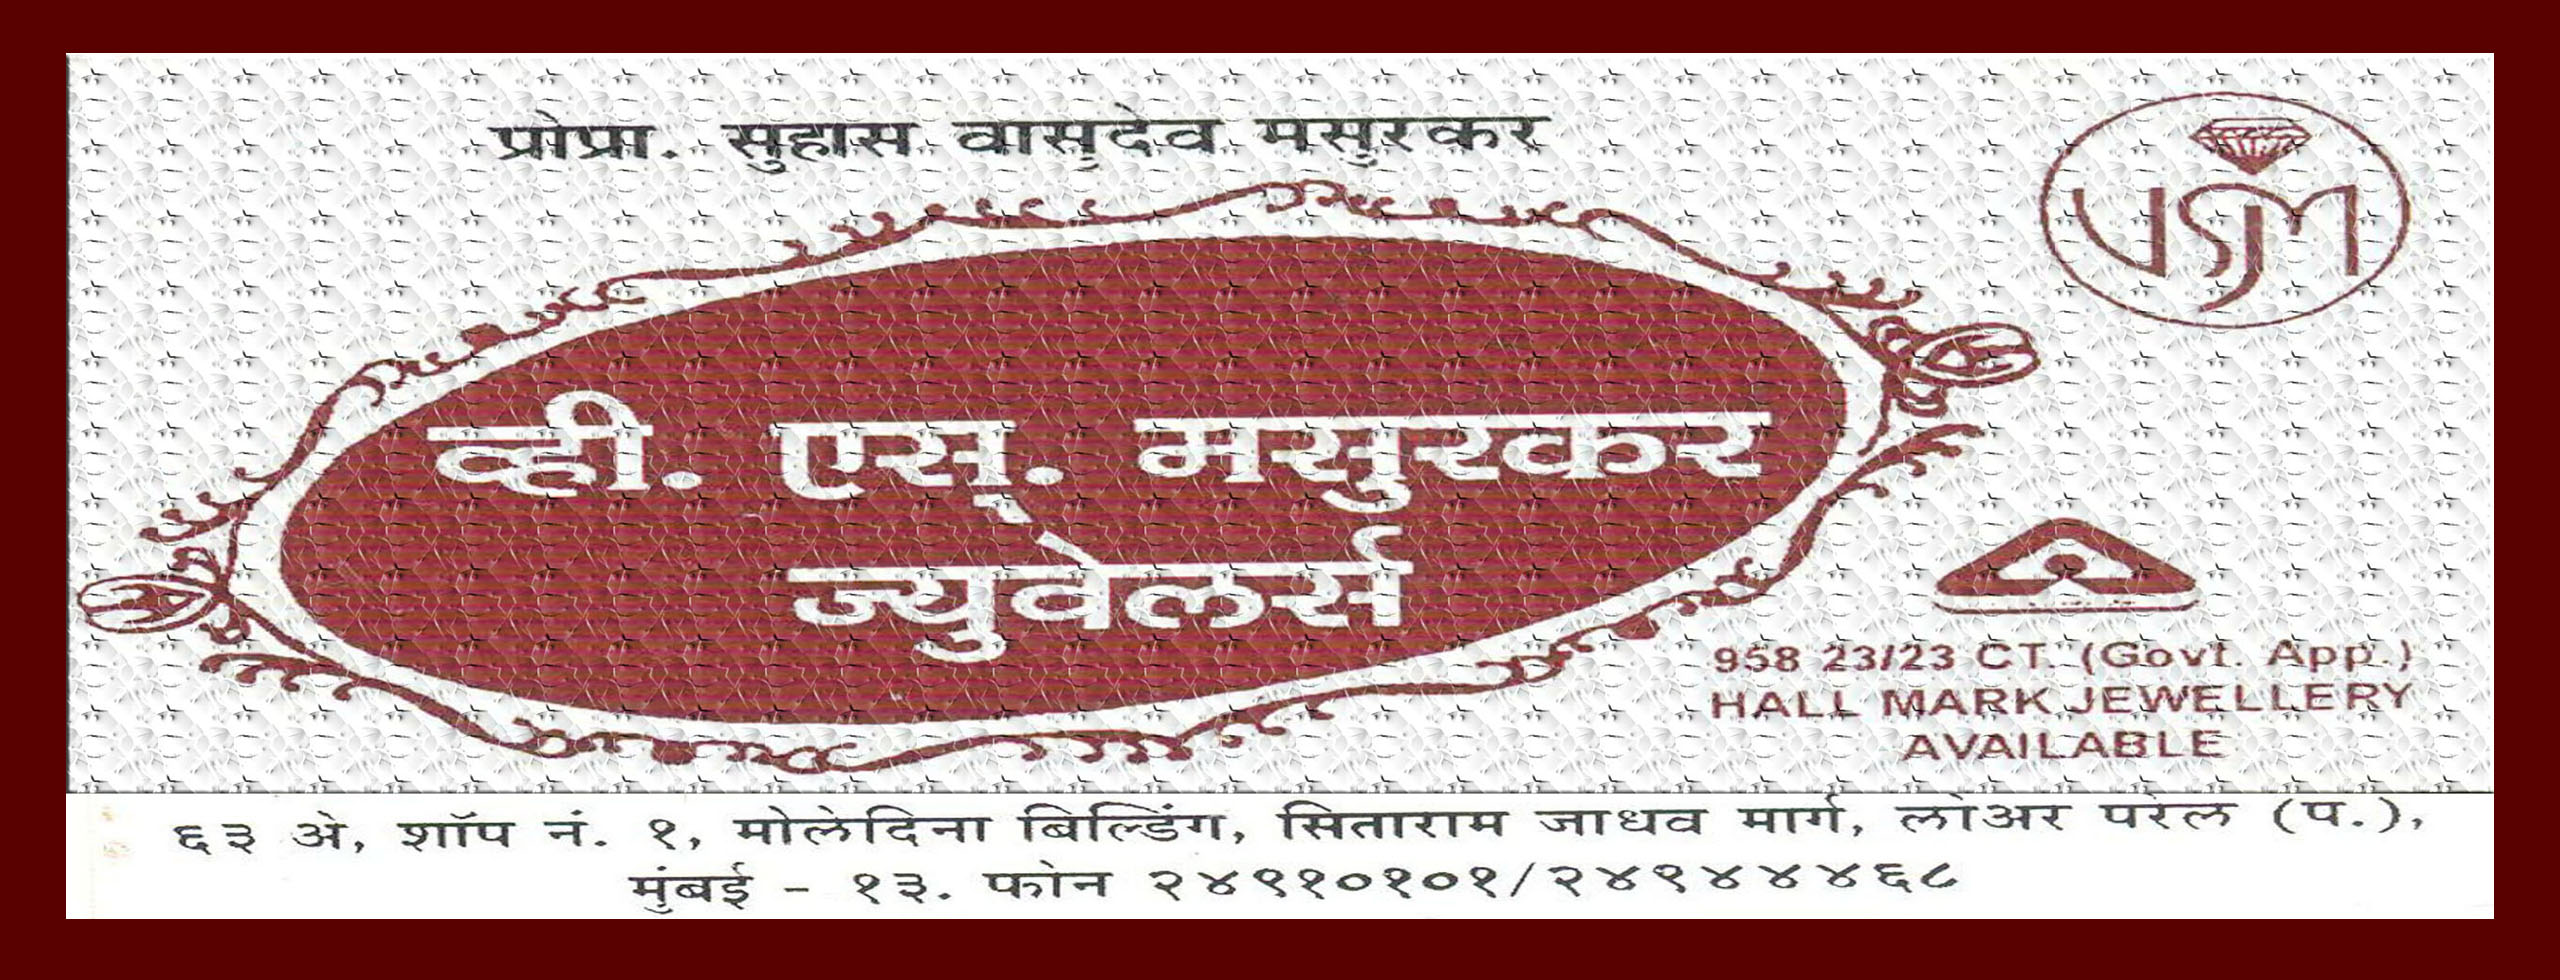 प्रोप्रा. सुहास वासुदेव मसुरकर
VSM
व्ही. एस्. मसुरकर
ज्युवेलर्स
958 23/23 CT. (Govt. App.)
HALL MARK JEWELLERY
AVAILABLE
६३ अे, शॉप नं. १, मोलेदिना बिल्डिंग, सिताराम जाधव मार्ग, लोअर परेल (प.),
मुंबई - १३. फोन २४९१०१०१/२४९४४४६८